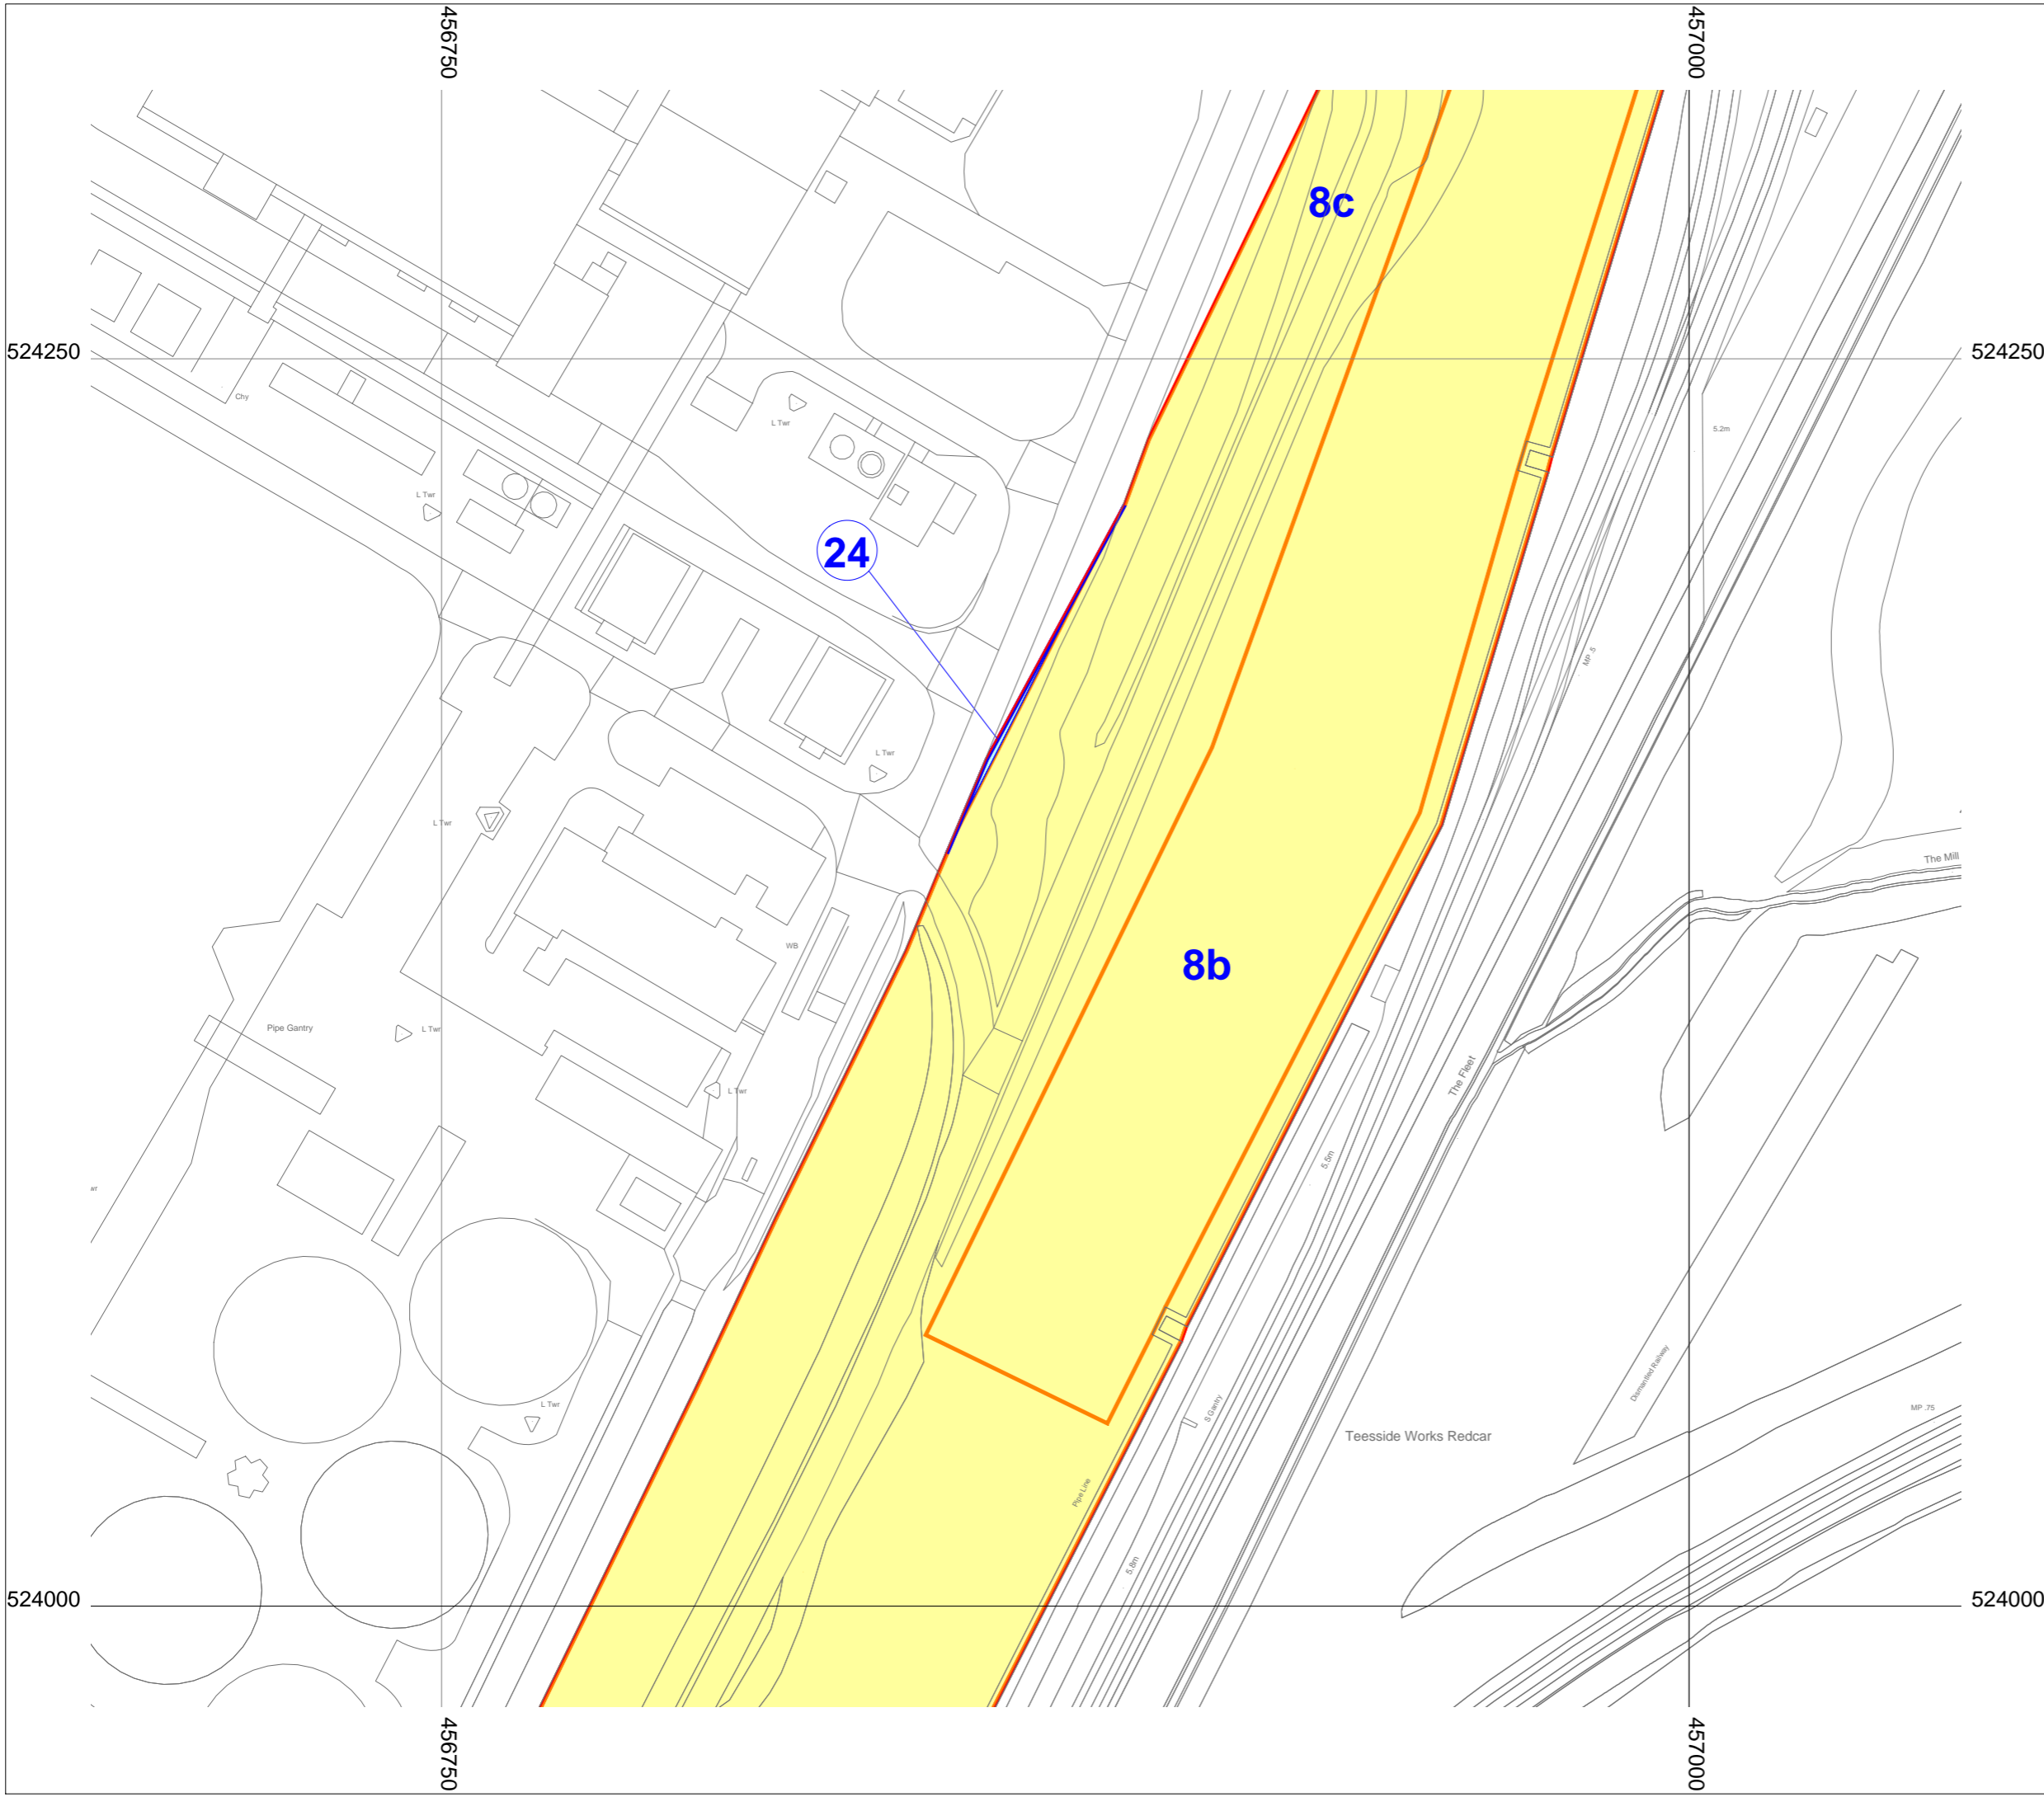 456750
457000
8c
524250
524250
Chy
L Twr
5.2m
L Twr
24
MP .5
L Twr
L Twr
The Mill
WB
8b
Pipe Gantry
L Twr
The Fleet
L Twr
5.5m
wr
Dismantled Railway
L Twr
S Gantry
MP .75
Teesside Works Redcar
Pipe Line
5.8m
524000
524000
456750
457000